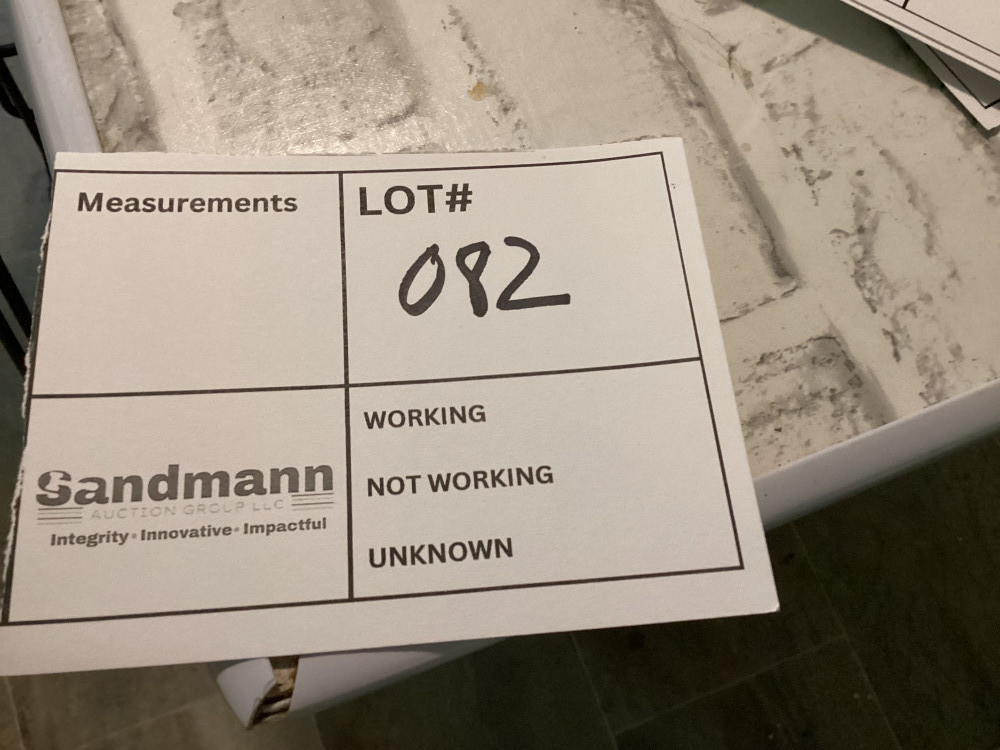 Measurements
LOT#
082
WORKING
NOT WORKING
UNKNOWN
Sandmann
AUCTION GROUP LLC
Integrity • Innovative • Impactful